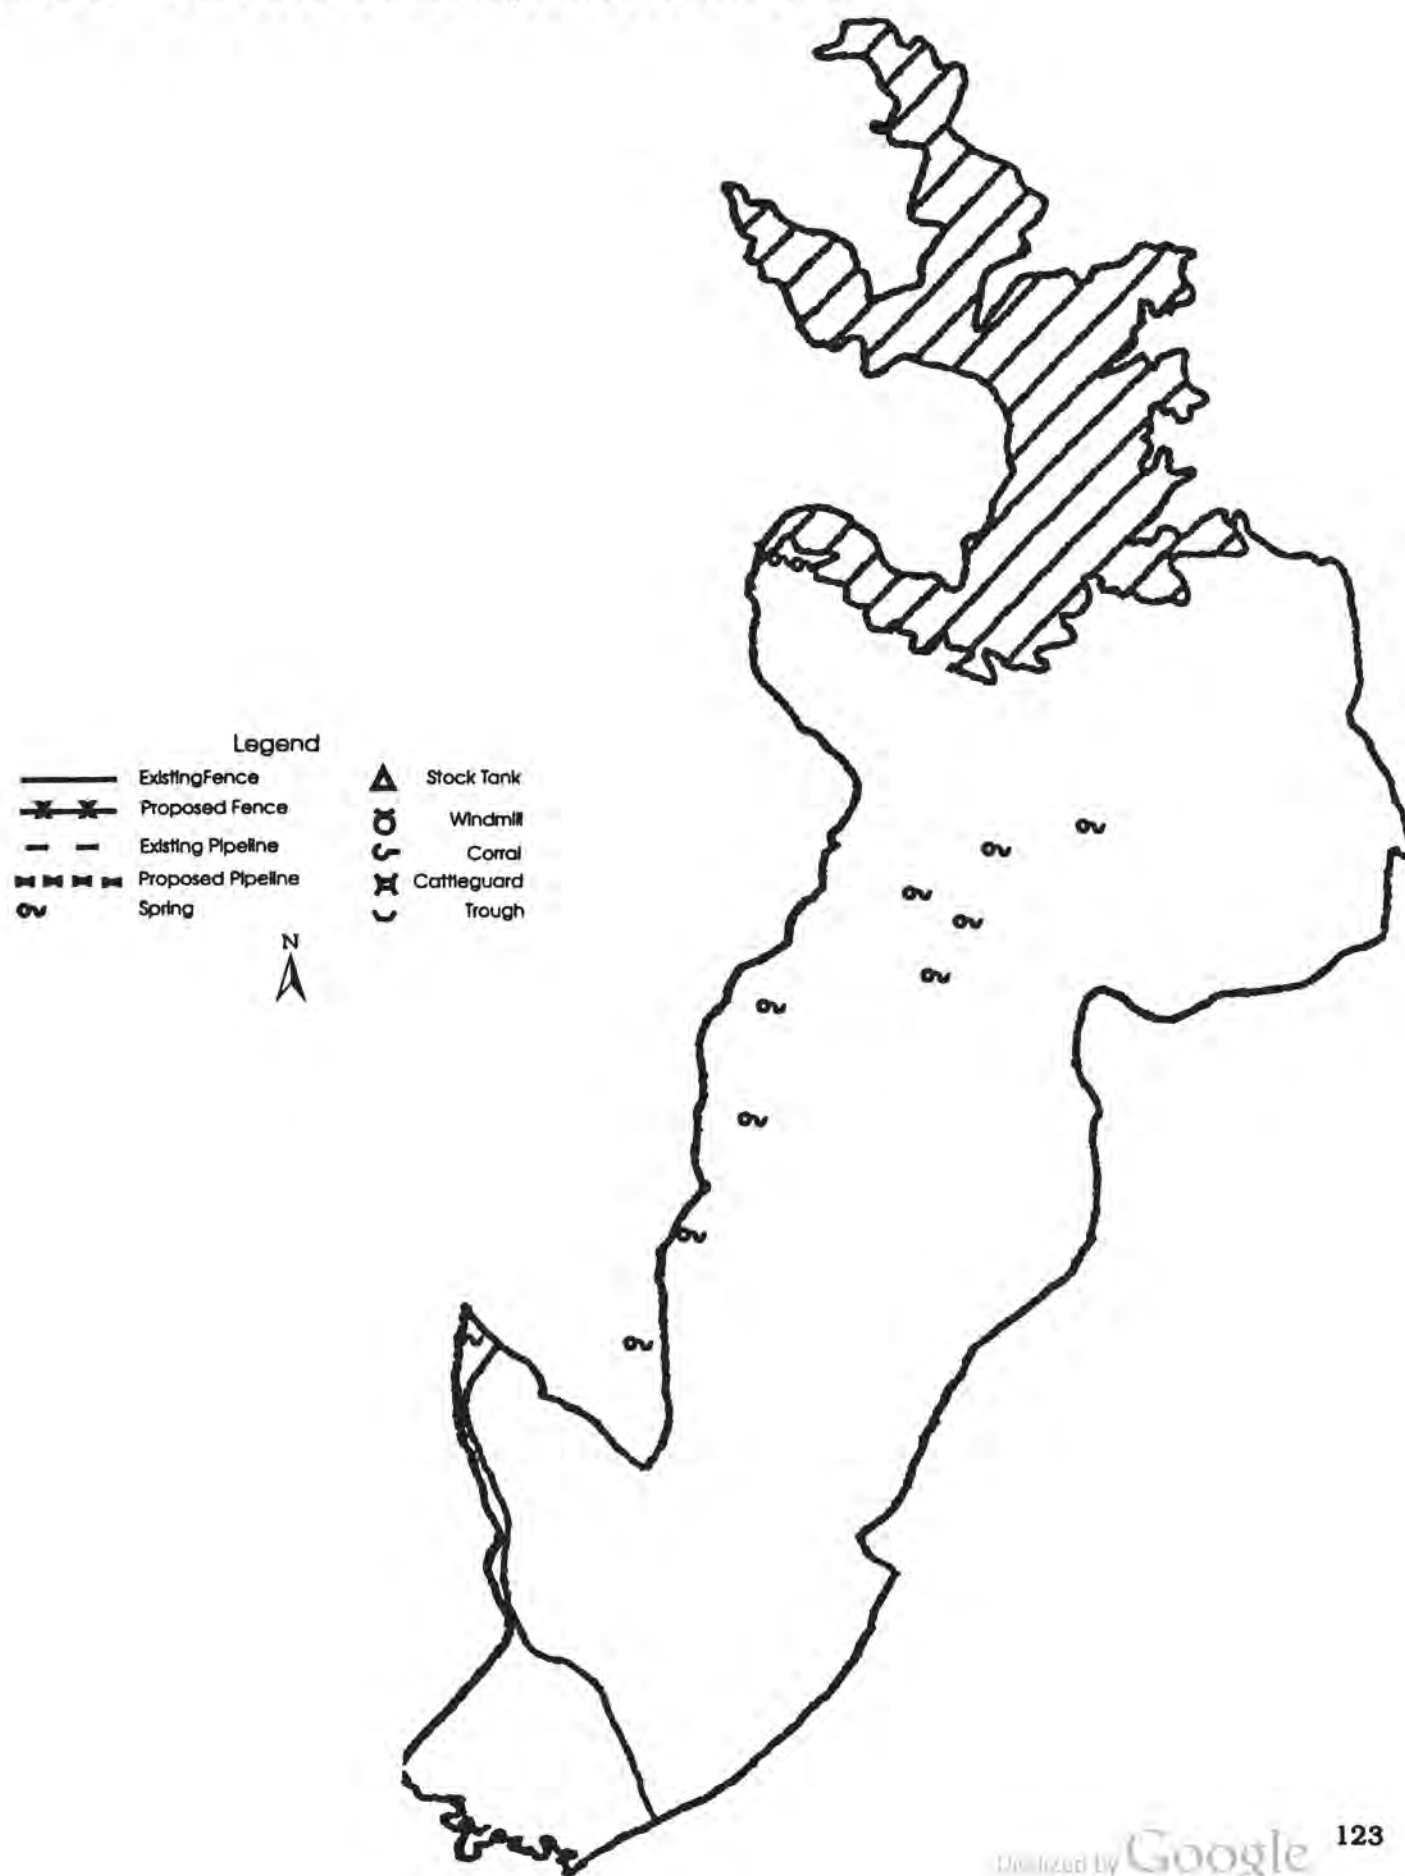 Legend
ExistingFence
Proposed Fence
Existing Pipeline
Proposed Pipeline
Spring
Stock Tank
Windmill
Corral
Cattleguard
Trough
N
Digitized by Google
123